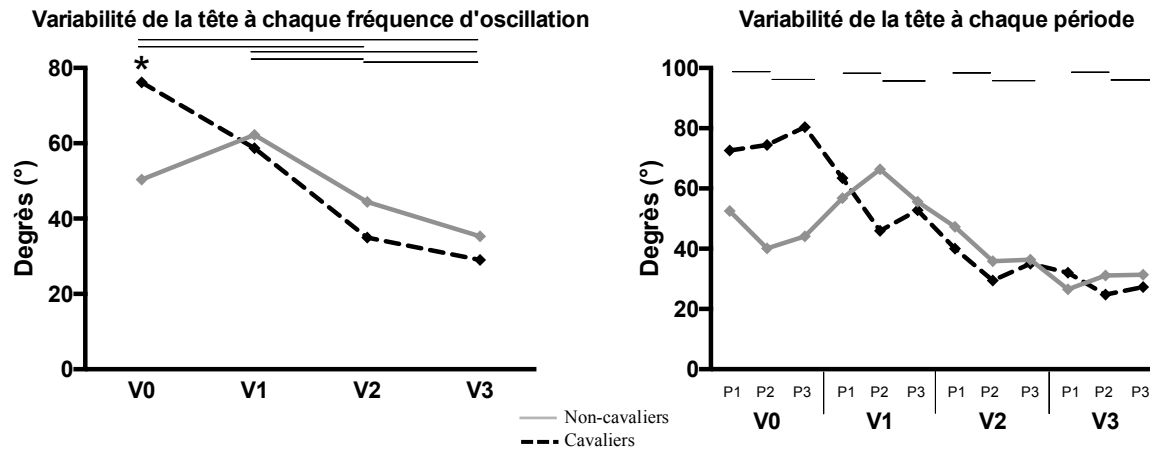 Variabilité de la tête à chaque fréquence d'oscillation
*
80
60
40
20
0
Degrès (°)
V0 V1 V2 V3
Variabilité de la tête à chaque période
100
80
60
40
20
0
Degrès (°)
P1 P2 P3 P1 P2 P3 P1 P2 P3 P1 P2 P3
V0 V1 V2 V3
Non-cavaliers
Cavaliers